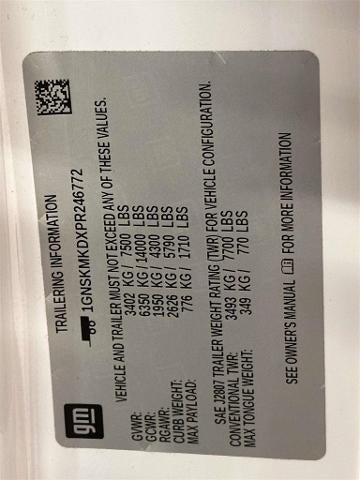 gm
TRAILERING INFORMATION
1GNSKMKDXPR246772
VEHICLE AND TRAILER MUST NOT EXCEED ANY OF THESE VALUES.
GVWR: 3402 KG / 7500 LBS
GCWR: 6350 KG /14000 LBS
RGAWR: 1950 KG / 4300 LBS
CURB WEIGHT: 2626 KG / 5790 LBS
MAX PAYLOAD: 776 KG / 1710 LBS
SAE J2807 TRAILER WEIGHT RATING (TWR) FOR VEHICLE CONFIGURATION.
CONVENTIONAL TWR: 3493 KG / 7700 LBS
MAX TONGUE WEIGHT: 349 KG / 770 LBS
SEE OWNER'S MANUAL FOR MORE INFORMATION